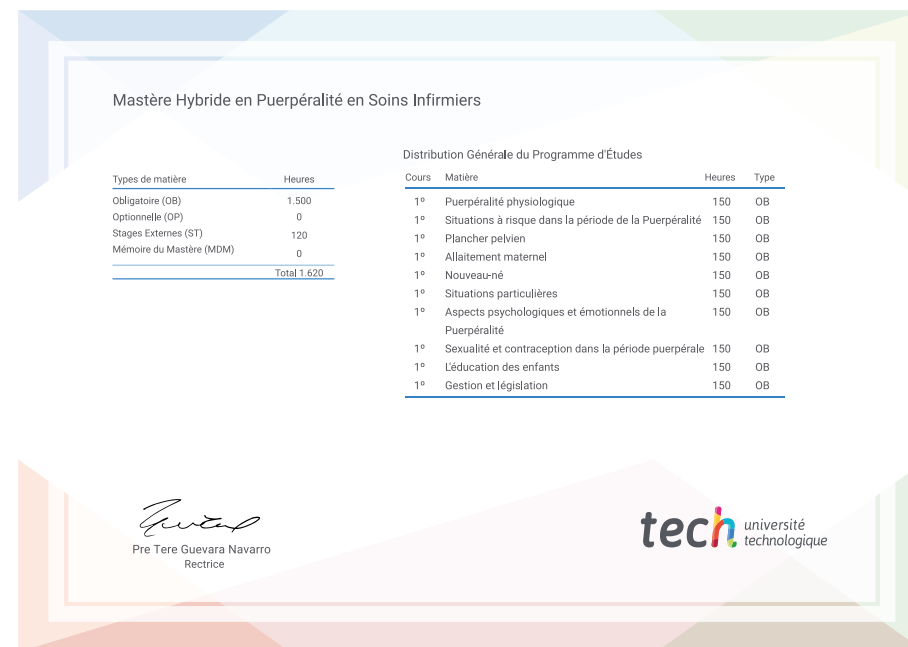 Mastère Hybride en Puerpéralité en Soins Infirmiers
Types de matière Heures
Obligatoire (OB) 1.500
Optionnelle (OP) 0
Stages Externes (ST) 120
Mémoire du Mastère (MDM) 0
Total 1.620
Distribution Générale du Programme d'Études
Cours Matière Heures Type
1º Puerpéralité physiologique 150 OB
1º Situations à risque dans la période de la Puerpéralité 150 OB
1º Plancher pelvien 150 OB
1º Allaitement maternel 150 OB
1º Nouveau-né 150 OB
1º Situations particulières 150 OB
1º Aspects psychologiques et émotionnels de la 150 OB
Puerpéralité
1º Sexualité et contraception dans la période puerpérale 150 OB
1º L'éducation des enfants 150 OB
1º Gestion et législation 150 OB
Pre Tere Guevara Navarro
Rectrice
tech université
technologique